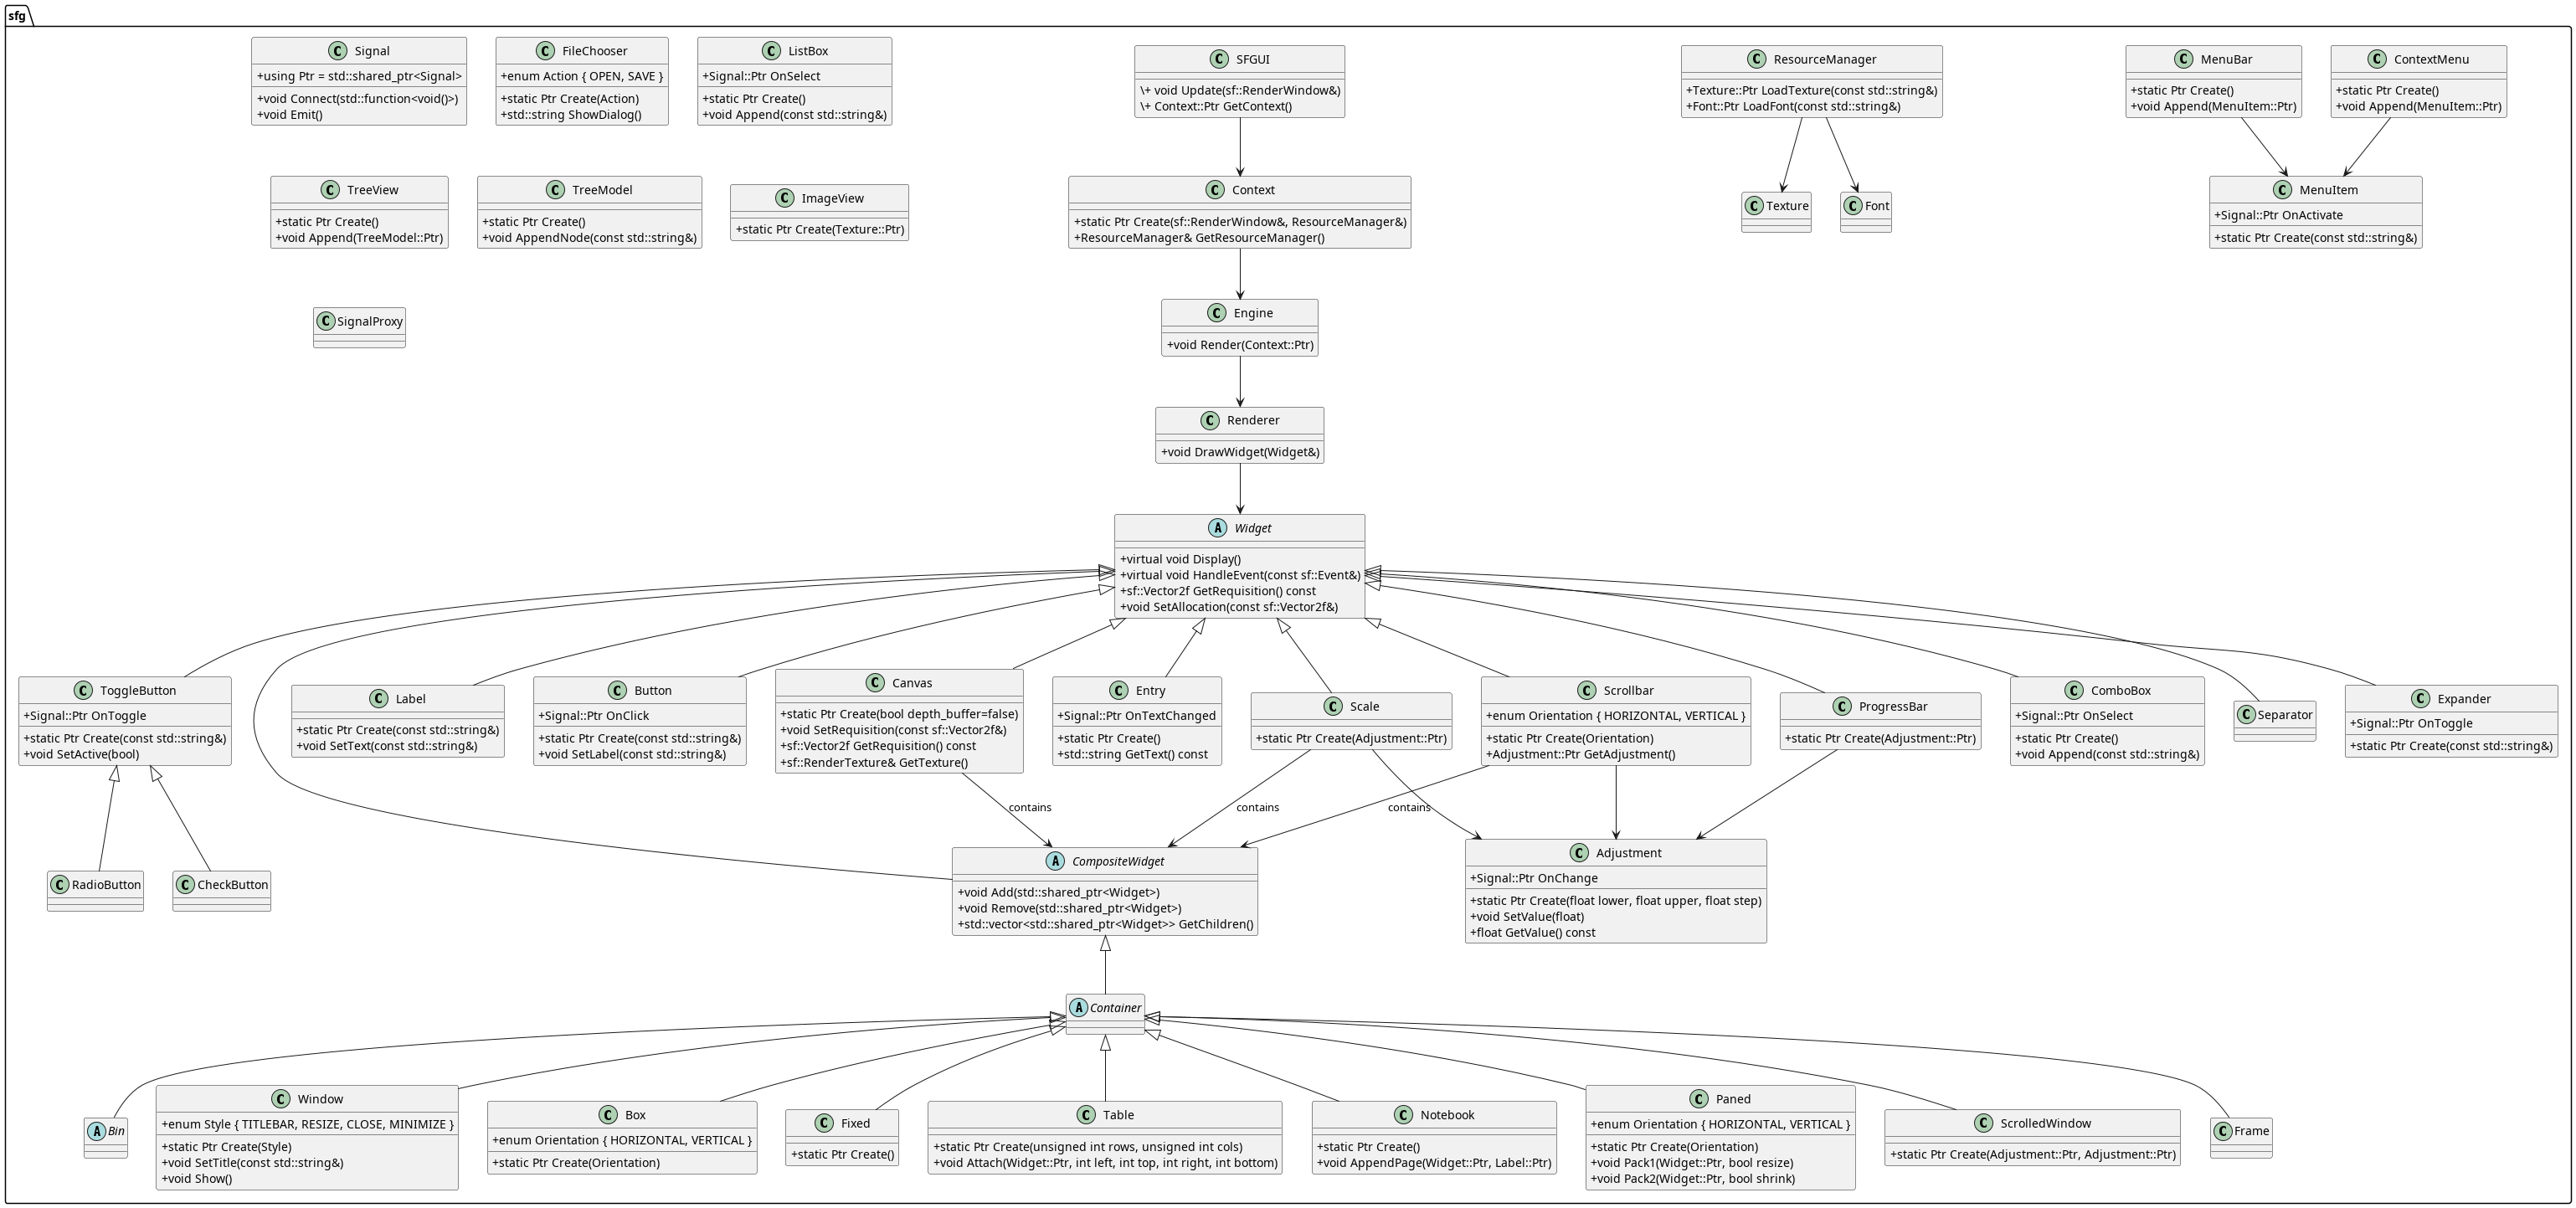 sfg
Signal
+using Ptr = std::shared_ptr<Signal>
+void Connect(std::function<void()>)
+void Emit()
FileChooser
+enum Action { OPEN, SAVE }
+static Ptr Create(Action)
+std::string ShowDialog()
ListBox
+Signal::Ptr OnSelect
+static Ptr Create()
+void Append(const std::string&)
SFGUI
\+ void Update(sf::RenderWindow&)
\+ Context::Ptr GetContext()
ResourceManager
+Texture::Ptr LoadTexture(const std::string&)
+Font::Ptr LoadFont(const std::string&)
MenuBar
+static Ptr Create()
+void Append(MenuItem::Ptr)
ContextMenu
+static Ptr Create()
+void Append(MenuItem::Ptr)
TreeView
+static Ptr Create()
+void Append(TreeModel::Ptr)
TreeModel
+static Ptr Create()
+void AppendNode(const std::string&)
ImageView
+static Ptr Create(Texture::Ptr)
Context
+static Ptr Create(sf::RenderWindow&, ResourceManager&)
+ResourceManager& GetResourceManager()
Texture
Font
MenuItem
+Signal::Ptr OnActivate
+static Ptr Create(const std::string&)
SignalProxy
Engine
+void Render(Context::Ptr)
Renderer
+void DrawWidget(Widget&)
Widget
+virtual void Display()
+virtual void HandleEvent(const sf::Event&)
+sf::Vector2f GetRequisition() const
+void SetAllocation(const sf::Vector2f&)
ToggleButton
+Signal::Ptr OnToggle
+static Ptr Create(const std::string&)
+void SetActive(bool)
Label
+static Ptr Create(const std::string&)
+void SetText(const std::string&)
Button
+Signal::Ptr OnClick
+static Ptr Create(const std::string&)
+void SetLabel(const std::string&)
Canvas
+static Ptr Create(bool depth_buffer=false)
+void SetRequisition(const sf::Vector2f&)
+sf::Vector2f GetRequisition() const
+sf::RenderTexture& GetTexture()
Entry
+Signal::Ptr OnTextChanged
+static Ptr Create()
+std::string GetText() const
Scale
+static Ptr Create(Adjustment::Ptr)
Scrollbar
+enum Orientation { HORIZONTAL, VERTICAL }
+static Ptr Create(Orientation)
+Adjustment::Ptr GetAdjustment()
ProgressBar
+static Ptr Create(Adjustment::Ptr)
ComboBox
+Signal::Ptr OnSelect
+static Ptr Create()
+void Append(const std::string&)
Separator
Expander
+Signal::Ptr OnToggle
+static Ptr Create(const std::string&)
contains
contains
contains
RadioButton
CheckButton
CompositeWidget
+void Add(std::shared_ptr<Widget>)
+void Remove(std::shared_ptr<Widget>)
+std::vector<std::shared_ptr<Widget>> GetChildren()
Adjustment
+Signal::Ptr OnChange
+static Ptr Create(float lower, float upper, float step)
+void SetValue(float)
+float GetValue() const
Container
Bin
Window
+enum Style { TITLEBAR, RESIZE, CLOSE, MINIMIZE }
+static Ptr Create(Style)
+void SetTitle(const std::string&)
+void Show()
Box
+enum Orientation { HORIZONTAL, VERTICAL }
+static Ptr Create(Orientation)
Fixed
+static Ptr Create()
Table
+static Ptr Create(unsigned int rows, unsigned int cols)
+void Attach(Widget::Ptr, int left, int top, int right, int bottom)
Notebook
+static Ptr Create()
+void AppendPage(Widget::Ptr, Label::Ptr)
Paned
+enum Orientation { HORIZONTAL, VERTICAL }
+static Ptr Create(Orientation)
+void Pack1(Widget::Ptr, bool resize)
+void Pack2(Widget::Ptr, bool shrink)
ScrolledWindow
+static Ptr Create(Adjustment::Ptr, Adjustment::Ptr)
Frame